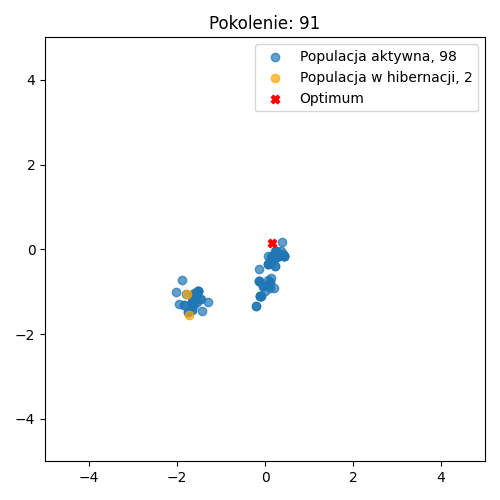 Pokolenie: 91
Populacja aktywna, 98
Populacja w hibernacji, 2
Optimum
4
2
0
−2
−4
−4 −2 0 2 4